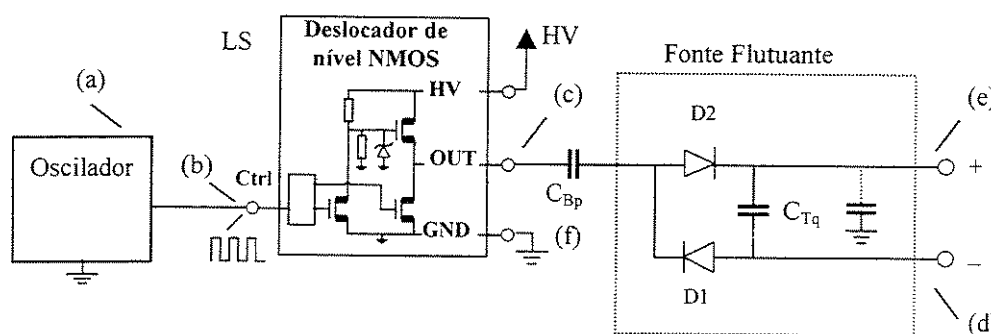 LS
Deslocador de
nível NMOS
HV
Fonte Flutuante
(a)
HV
(c)
(e)
D2
Oscilador
(b)
Ctrl
OUT
+
C_Bp
C_Tq
GND
(f)
–
D1
(d)